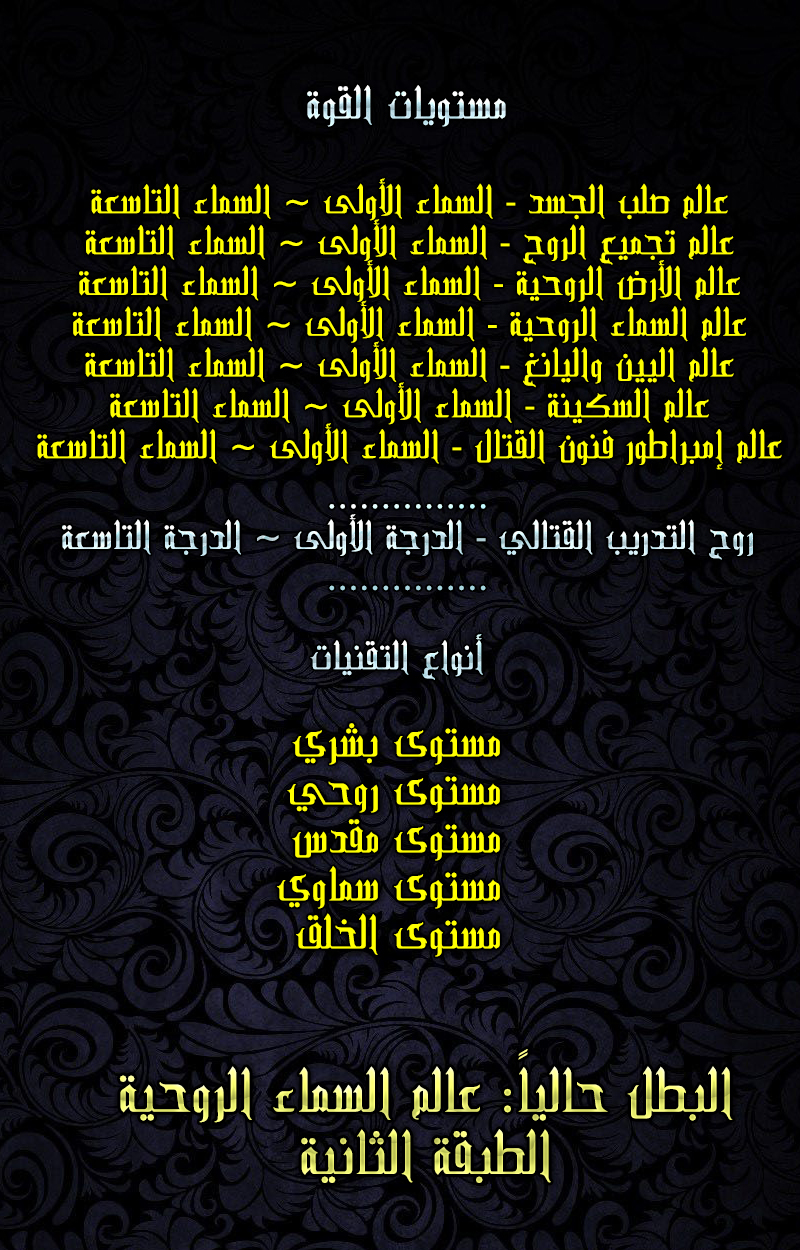 مستويات القوة
عالم صلب الجسد - السماء الأولى ~ السماء التاسعة
عالم تجميع الروح - السماء الأولى ~ السماء التاسعة
عالم الأرض الروحية - السماء الأولى ~ السماء التاسعة
عالم السماء الروحية - السماء الأولى ~ السماء التاسعة
عالم اليين واليانغ - السماء الأولى ~ السماء التاسعة
عالم السكينة - السماء الأولى ~ السماء التاسعة
عالم إمبراطور فنون القتال - السماء الأولى ~ السماء التاسعة
...............
روح التدريب القتالي - الدرجة الأولى ~ الدرجة التاسعة
...............
أنواع التقنيات
مستوى بشري
مستوى روحي
مستوى مقدس
مستوى سماوي
مستوى الخلق
البطل حالياً: عالم السماء الروحية
الطبقة الثانية